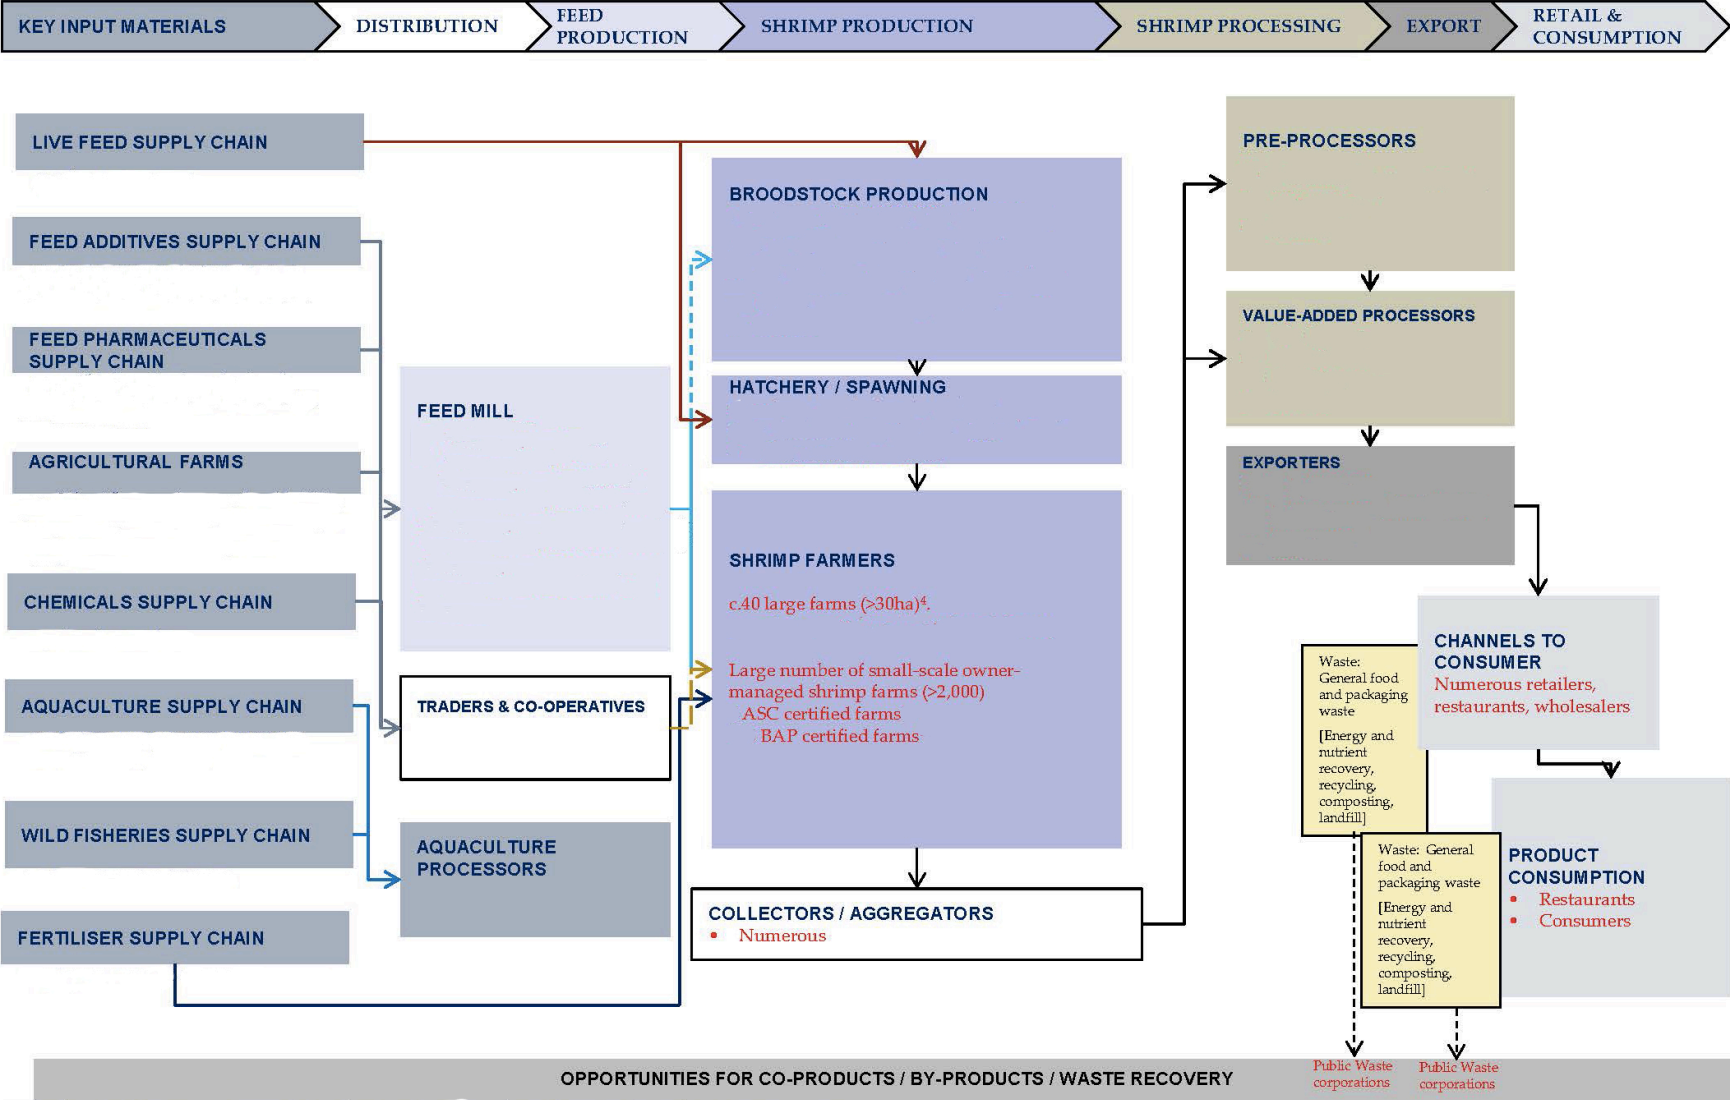 KEY INPUT MATERIALS
DISTRIBUTION
FEED
PRODUCTION
SHRIMP PRODUCTION
SHRIMP PROCESSING
EXPORT
RETAIL &
CONSUMPTION
LIVE FEED SUPPLY CHAIN
FEED ADDITIVES SUPPLY CHAIN
FEED PHARMACEUTICALS
SUPPLY CHAIN
AGRICULTURAL FARMS
CHEMICALS SUPPLY CHAIN
AQUACULTURE SUPPLY CHAIN
WILD FISHERIES SUPPLY CHAIN
FERTILISER SUPPLY CHAIN
FEED MILL
TRADERS & CO-OPERATIVES
AQUACULTURE
PROCESSORS
BROODSTOCK PRODUCTION
HATCHERY / SPAWNING
SHRIMP FARMERS
c.40 large farms (>30ha)⁴.
Large number of small-scale owner-
managed shrimp farms (>2,000)
ASC certified farms
BAP certified farms
COLLECTORS / AGGREGATORS
• Numerous
PRE-PROCESSORS
VALUE-ADDED PROCESSORS
EXPORTERS
CHANNELS TO
CONSUMER
Numerous retailers,
restaurants, wholesalers
Waste:
General food
and packaging
waste
[Energy and
nutrient
recovery,
recycling,
composting,
landfill]
Waste: General
food and
packaging waste
[Energy and
nutrient
recovery,
recycling,
composting,
landfill]
PRODUCT
CONSUMPTION
• Restaurants
• Consumers
OPPORTUNITIES FOR CO-PRODUCTS / BY-PRODUCTS / WASTE RECOVERY
Public Waste
corporations
Public Waste
corporations